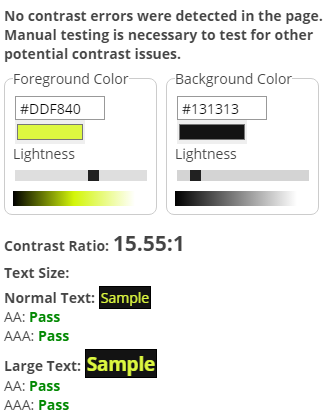 No contrast errors were detected in the page.
Manual testing is necessary to test for other
potential contrast issues.
Foreground Color
#DDF840
Lightness
Background Color
#131313
Lightness
Contrast Ratio: 15.55:1
Text Size:
Normal Text: Sample
AA: Pass
AAA: Pass
Large Text: Sample
AA: Pass
AAA: Pass